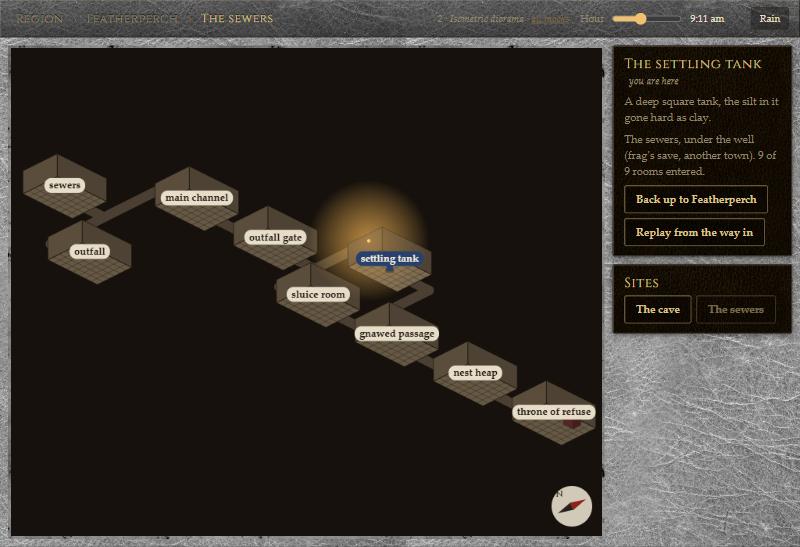 Region › Featherperch › The sewers
2 · Isometric diorama · all modes
Hour
9:11 am
Rain
The settling tank
you are here
A deep square tank, the silt in it
gone hard as clay.
The sewers, under the well
(frag's save, another town). 9 of
9 rooms entered.
Back up to Featherperch
Replay from the way in
Sites
The cave
The sewers
sewers
main channel
outfall gate
outfall
settling tank
sluice room
gnawed passage
nest heap
throne of refuse
N